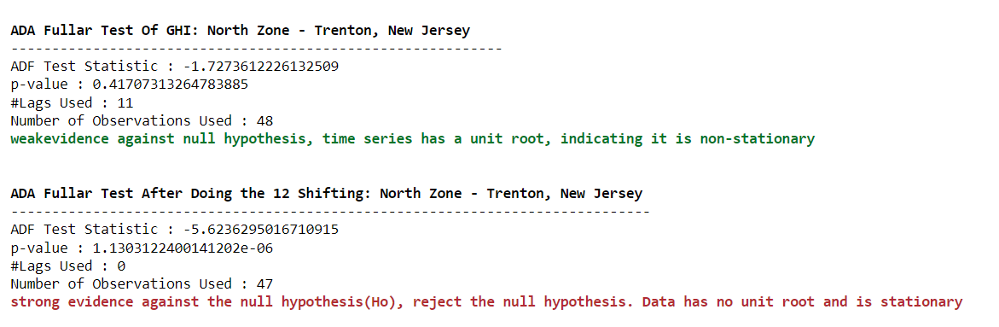 ADA Fullar Test Of GHI: North Zone - Trenton, New Jersey
------------------------------------------------------------
ADF Test Statistic : -1.7273612226132509
p-value : 0.41707313264783885
#Lags Used : 11
Number of Observations Used : 48
weakevidence against null hypothesis, time series has a unit root, indicating it is non-stationary
ADA Fullar Test After Doing the 12 Shifting: North Zone - Trenton, New Jersey
------------------------------------------------------------------------------
ADF Test Statistic : -5.6236295016710915
p-value : 1.1303122400141202e-06
#Lags Used : 0
Number of Observations Used : 47
strong evidence against the null hypothesis(Ho), reject the null hypothesis. Data has no unit root and is stationary